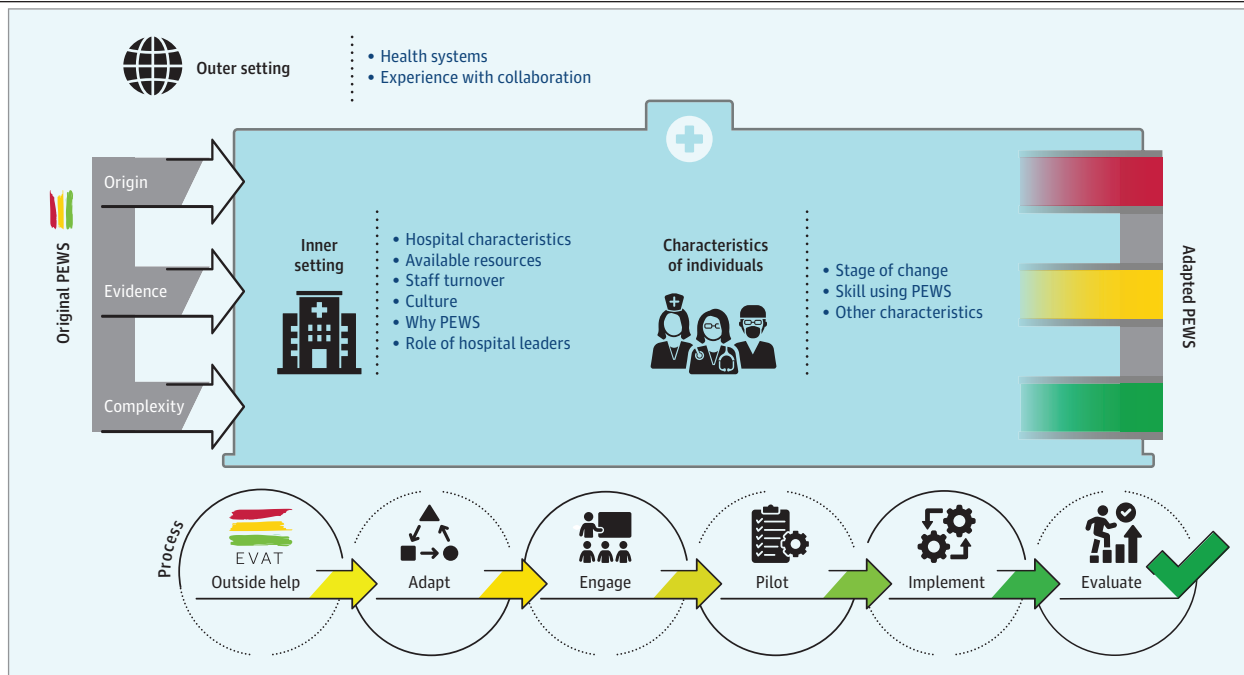 Outer setting
• Health systems
• Experience with collaboration
Original PEWS
Origin
Evidence
Complexity
Inner
setting
• Hospital characteristics
• Available resources
• Staff turnover
• Culture
• Why PEWS
• Role of hospital leaders
Characteristics
of individuals
• Stage of change
• Skill using PEWS
• Other characteristics
Adapted PEWS
Process
EVAT
Outside help
Adapt
Engage
Pilot
Implement
Evaluate